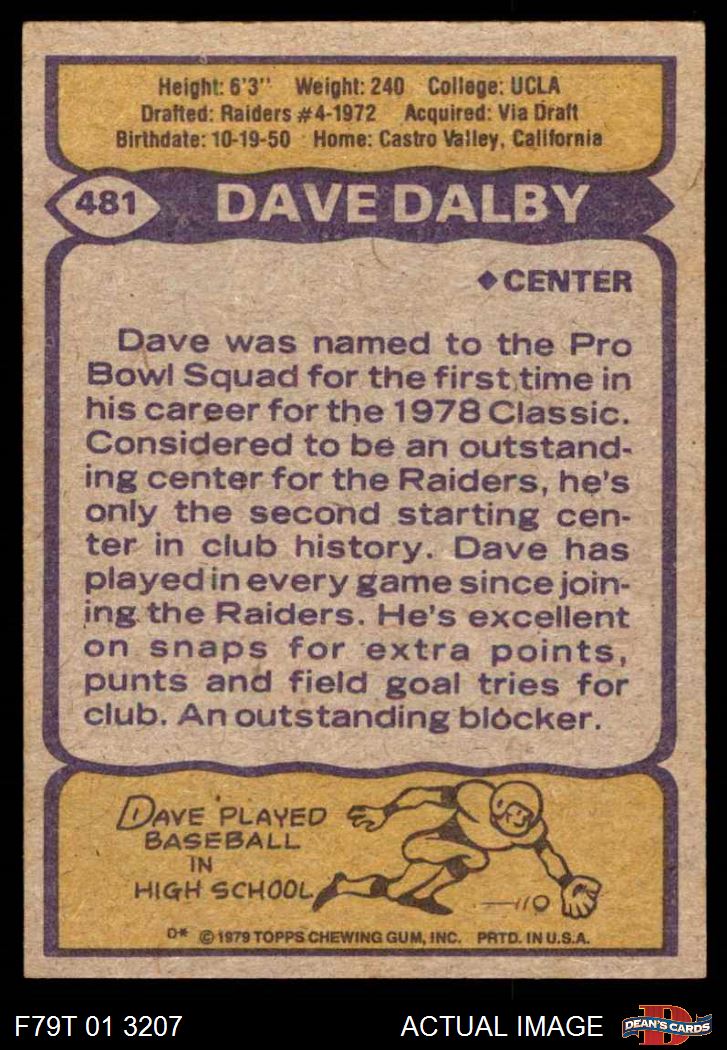 Height: 6'3'' Weight: 240 College: UCLA
Drafted: Raiders #4-1972 Acquired: Via Draft
Birthdate: 10-19-50 Home: Castro Valley, California
481 DAVE DALBY
◆CENTER
Dave was named to the Pro
Bowl Squad for the first time in
his career for the 1978 Classic.
Considered to be an outstand-
ing center for the Raiders, he's
only the second starting cen-
ter in club history. Dave has
played in every game since join-
ing the Raiders. He's excellent
on snaps for extra points,
punts and field goal tries for
club. An outstanding blocker.
DAVE PLAYED
BASEBALL
IN
HIGH SCHOOL
D* © 1979 TOPPS CHEWING GUM, INC. PRTD. IN U.S.A.
F79T 01 3207 ACTUAL IMAGE D DEAN'S CARDS